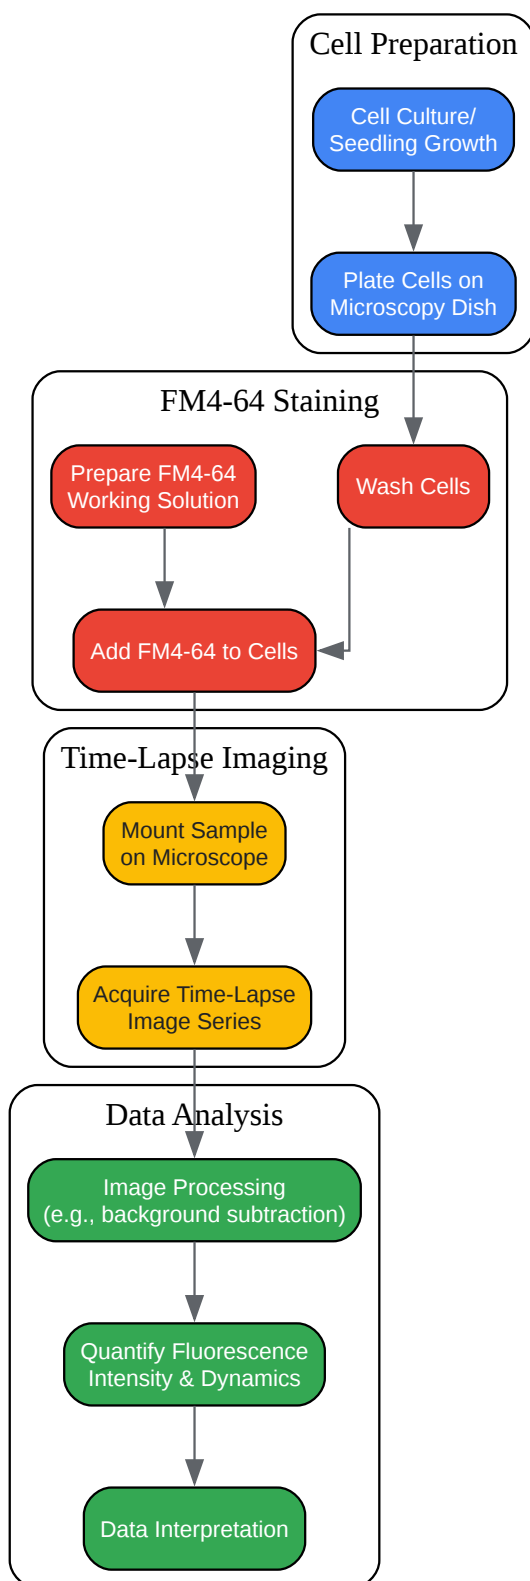 Cell Preparation
Cell Culture/
Seedling Growth
Plate Cells on
Microscopy Dish
FM4-64 Staining
Prepare FM4-64
Working Solution
Wash Cells
Add FM4-64 to Cells
Time-Lapse Imaging
Mount Sample
on Microscope
Acquire Time-Lapse
Image Series
Data Analysis
Image Processing
(e.g., background subtraction)
Quantify Fluorescence
Intensity & Dynamics
Data Interpretation